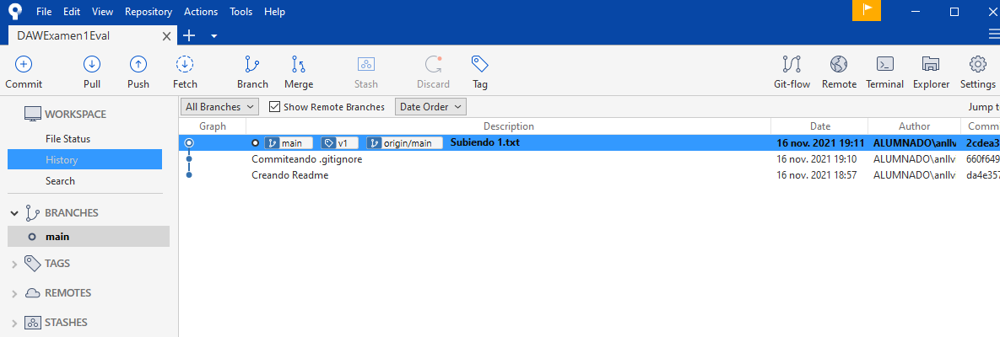 File Edit View Repository Actions Tools Help
DAWExamen1Eval
Commit Pull Push Fetch Branch Merge Stash Discard Tag Git-flow Remote Terminal Explorer Settings
WORKSPACE
File Status
History
Search
BRANCHES
main
TAGS
REMOTES
STASHES
All Branches Show Remote Branches Date Order Jump t
Graph Description Date Author Comm
main v1 origin/main Subiendo 1.txt 16 nov. 2021 19:11 ALUMNADO\anllv 2cdea3
Commiteando .gitignore 16 nov. 2021 19:10 ALUMNADO\anllv 660f649
Creando Readme 16 nov. 2021 18:57 ALUMNADO\anllv da4e357